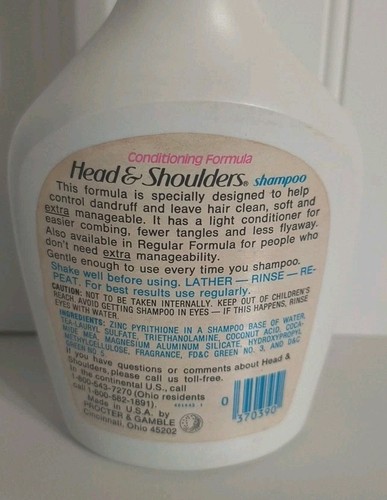 Conditioning Formula
Head & Shoulders® shampoo
This formula is specially designed to help
control dandruff and leave hair clean, soft and
extra manageable. It has a light conditioner for
easier combing, fewer tangles and less flyaway.
Also available in Regular Formula for people who
don't need extra manageability.
Gentle enough to use every time you shampoo.
Shake well before using. LATHER — RINSE — RE-
PEAT. For best results use regularly.
CAUTION: NOT TO BE TAKEN INTERNALLY. KEEP OUT OF CHILDREN'S
REACH. AVOID GETTING SHAMPOO IN EYES — IF THIS HAPPENS, RINSE
EYES WITH WATER.
INGREDIENTS: ZINC PYRITHIONE IN A SHAMPOO BASE OF WATER,
TEA-LAURYL SULFATE, TRIETHANOLAMINE, COCONUT ACID, COCA-
MIDE MEA, MAGNESIUM ALUMINUM SILICATE, HYDROXYPROPYL
METHYLCELLULOSE, FRAGRANCE, FD&C GREEN NO. 3, AND D&C
GREEN NO. 5.
If you have questions or comments about Head &
Shoulders, please call us toll-free.
In the continental U.S., call
1-800-543-7270 (Ohio residents
call 1-800-582-1891).
Made in U.S.A. by
PROCTER & GAMBLE
Cincinnati, Ohio 45202
0
370390